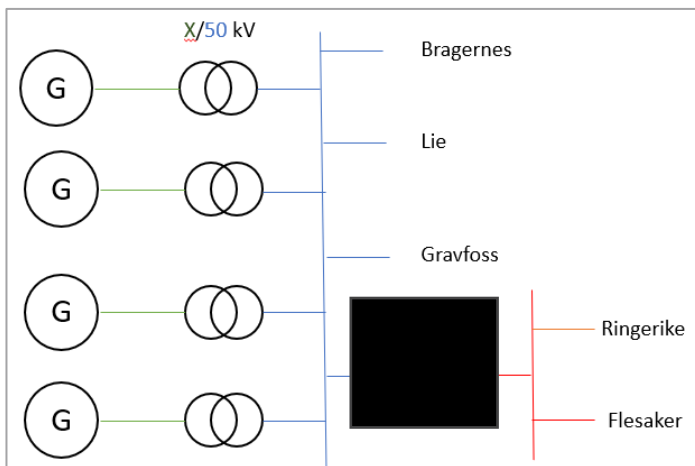 X/50 kV
Bragernes
G
Lie
G
Gravfoss
G
Ringerike
G
Flesaker